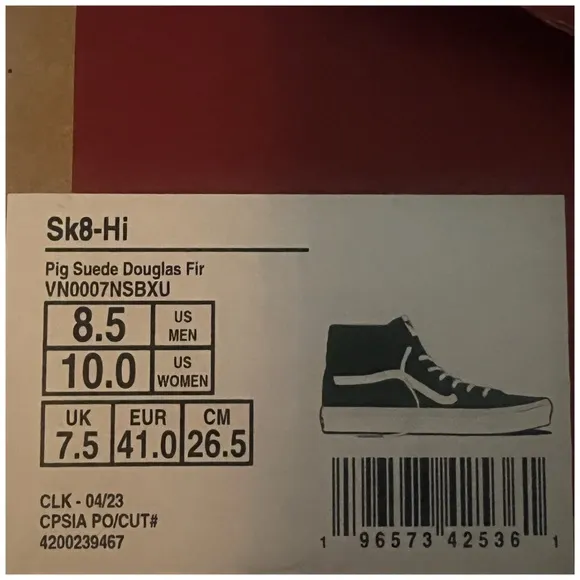 Sk8-Hi
Pig Suede Douglas Fir
VN0007NSBXU
8.5 US MEN
10.0 US WOMEN
UK EUR CM
7.5 41.0 26.5
CLK - 04/23
CPSIA PO/CUT#
4200239467
1 96573 42536 1